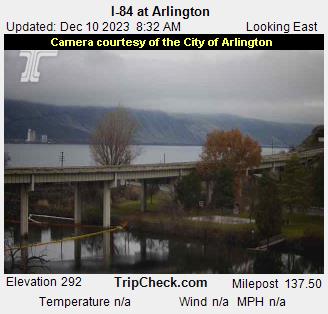 I-84 at Arlington
Updated: Dec 10 2023 8:32 AM Looking East
Camera courtesy of the City of Arlington
Elevation 292 TripCheck.com Milepost 137.50
Temperature n/a Wind n/a MPH n/a